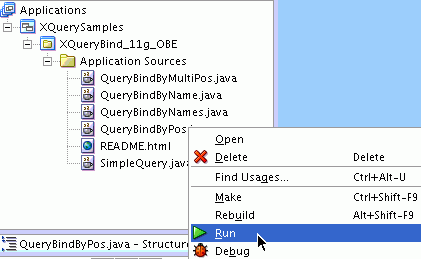 Applications
XQuerySamples
XQueryBind_11g_OBE
Application Sources
QueryBindByMultiPos.java
QueryBindByName.java
QueryBindByNames.java
QueryBindByPos.j
README.html
SimpleQuery.java
Open
Delete Delete
Find Usages... Ctrl+Alt-U
Make Ctrl+Shift-F9
Rebuild Alt+Shift-F9
Run
Debug
QueryBindByPos.java - Structure